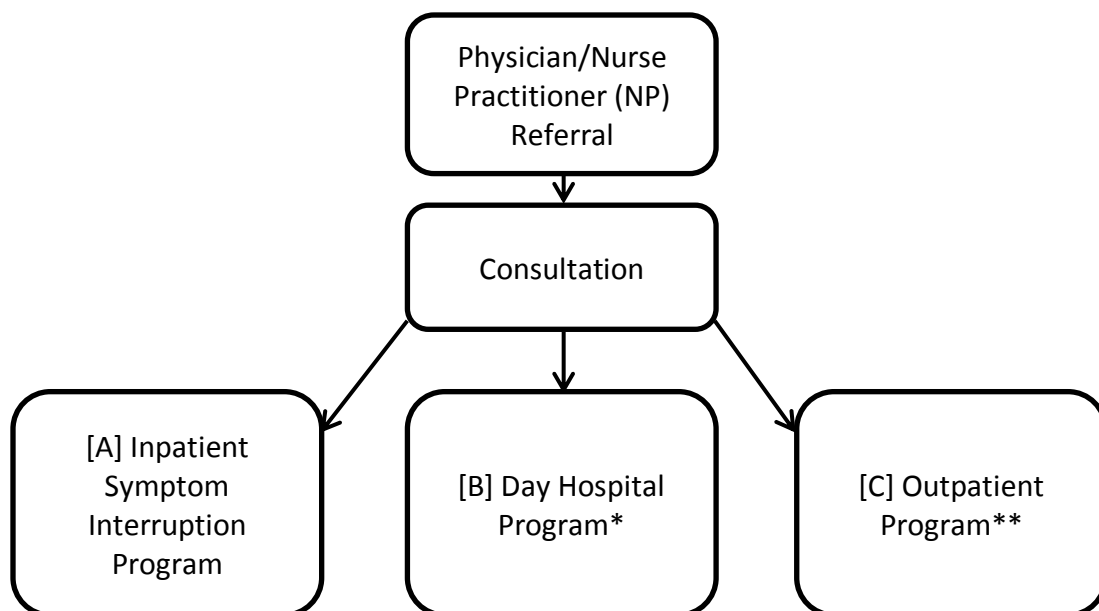 Physician/Nurse
Practitioner (NP)
Referral
Consultation
[A] Inpatient
Symptom
Interruption
Program
[B] Day Hospital
Program*
[C] Outpatient
Program**